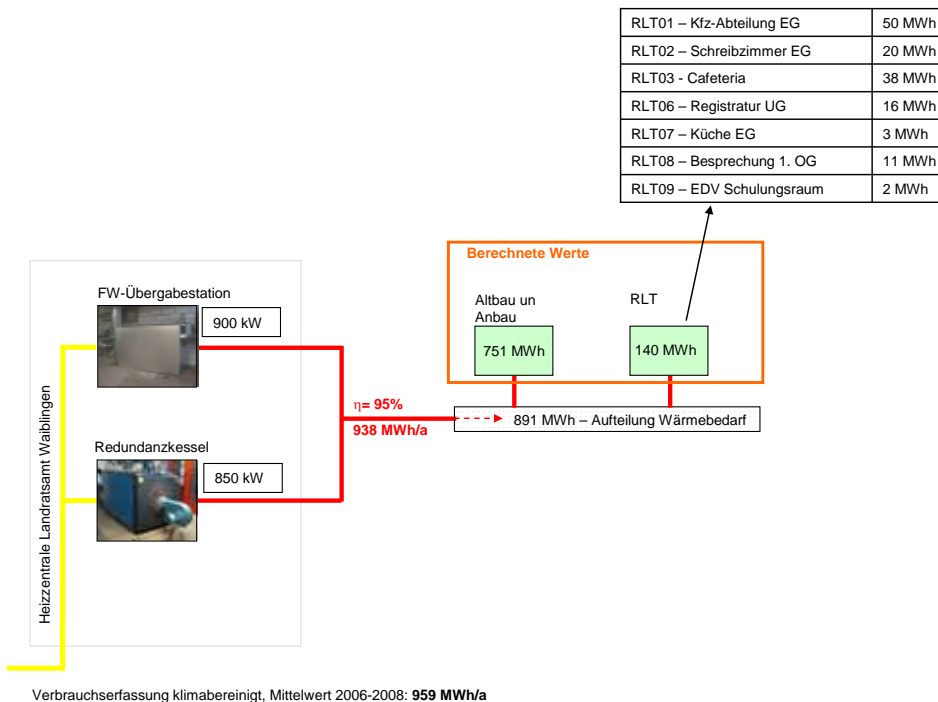 RLT01 – Kfz-Abteilung EG 50 MWh
RLT02 – Schreibzimmer EG 20 MWh
RLT03 - Cafeteria 38 MWh
RLT06 – Registratur UG 16 MWh
RLT07 – Küche EG 3 MWh
RLT08 – Besprechung 1. OG 11 MWh
RLT09 – EDV Schulungsraum 2 MWh
Berechnete Werte
FW-Übergabestation
900 kW
Altbau un
Anbau
RLT
751 MWh
140 MWh
η= 95%
938 MWh/a
891 MWh – Aufteilung Wärmebedarf
Redundanzkessel
850 kW
Heizzentrale Landratsamt Waiblingen
Verbrauchserfassung klimabereinigt, Mittelwert 2006-2008: 959 MWh/a